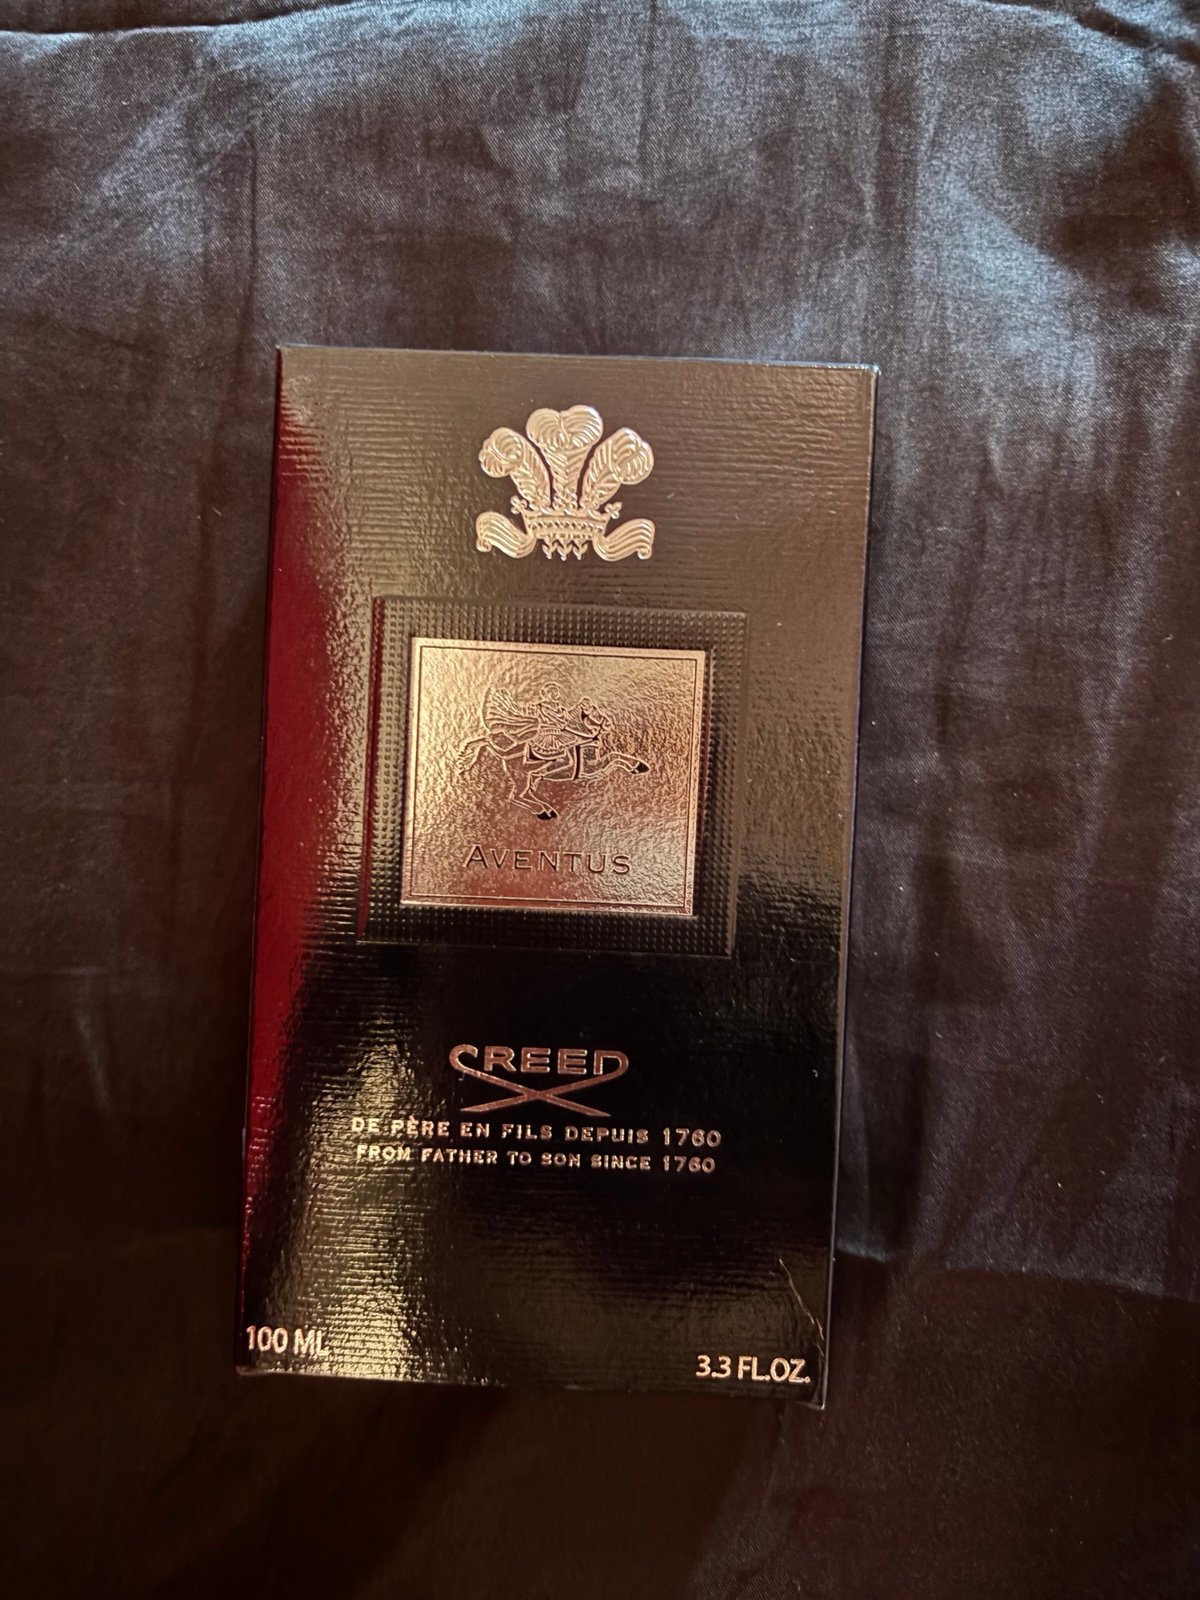 AVENTUS
CREED
DE PÈRE EN FILS DEPUIS 1760
FROM FATHER TO SON SINCE 1760
100 ML
3.3 FL.OZ.